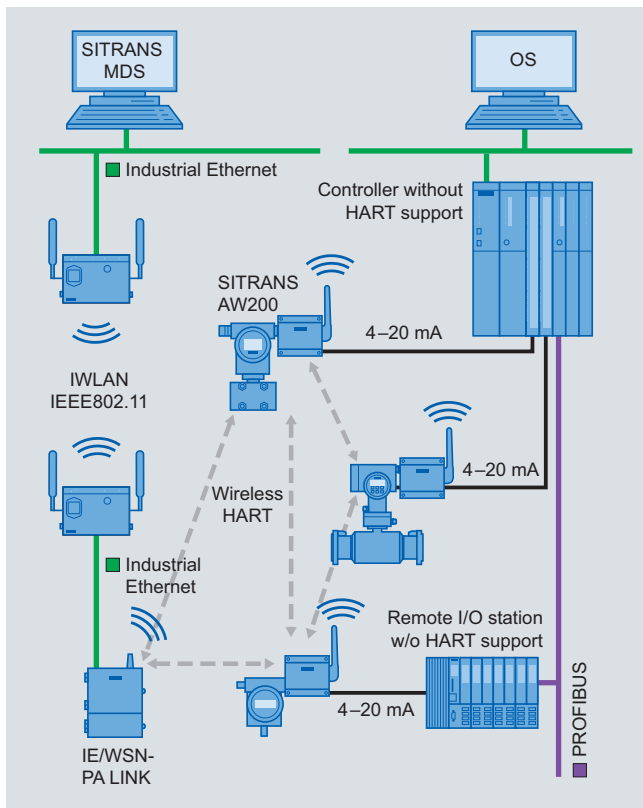 SITRANS
MDS
OS
Industrial Ethernet
Controller without
HART support
SITRANS
AW200
4–20 mA
IWLAN
IEEE802.11
4–20 mA
Wireless
HART
Industrial
Ethernet
Remote I/O station
w/o HART support
4–20 mA
IE/WSN-
PA LINK
PROFIBUS